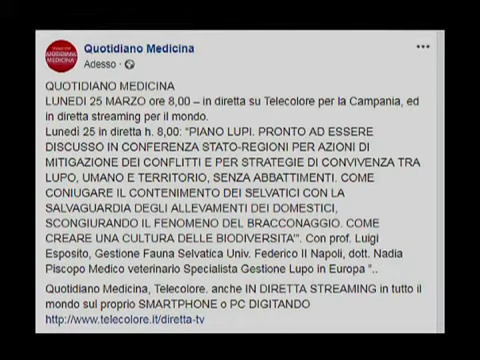 Quotidiano Medicina
Adesso ·
QUOTIDIANO MEDICINA
QUOTIDIANO MEDICINA
LUNEDI 25 MARZO ore 8,00 – in diretta su Telecolore per la Campania, ed
in diretta streaming per il mondo.
Lunedì 25 in diretta h. 8,00: “PIANO LUPI. PRONTO AD ESSERE
DISCUSSO IN CONFERENZA STATO-REGIONI PER AZIONI DI
MITIGAZIONE DEI CONFLITTI E PER STRATEGIE DI CONVIVENZA TRA
LUPO, UMANO E TERRITORIO, SENZA ABBATTIMENTI. COME
CONIUGARE IL CONTENIMENTO DEI SELVATICI CON LA
SALVAGUARDIA DEGLI ALLEVAMENTI DEI DOMESTICI,
SCONGIURANDO IL FENOMENO DEL BRACCONAGGIO. COME
CREARE UNA CULTURA DELLE BIODIVERSITA'”. Con prof. Luigi
Esposito, Gestione Fauna Selvatica Univ. Federico II Napoli, dott. Nadia
Piscopo Medico veterinario Specialista Gestione Lupo in Europa ”..
Quotidiano Medicina, Telecolore. anche IN DIRETTA STREAMING in tutto il
mondo sul proprio SMARTPHONE o PC DIGITANDO
http://www.telecolore.it/diretta-tv